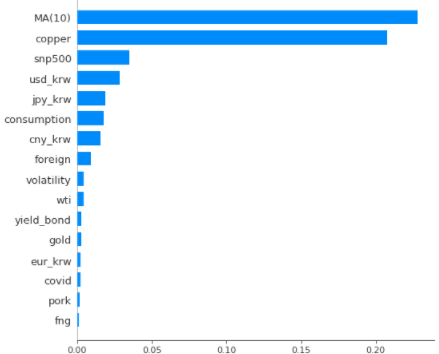 MA(10)
copper
snp500
usd_krw
jpy_krw
consumption
cny_krw
foreign
volatility
wti
yield_bond
gold
eur_krw
covid
pork
fng
0.00 0.05 0.10 0.15 0.20